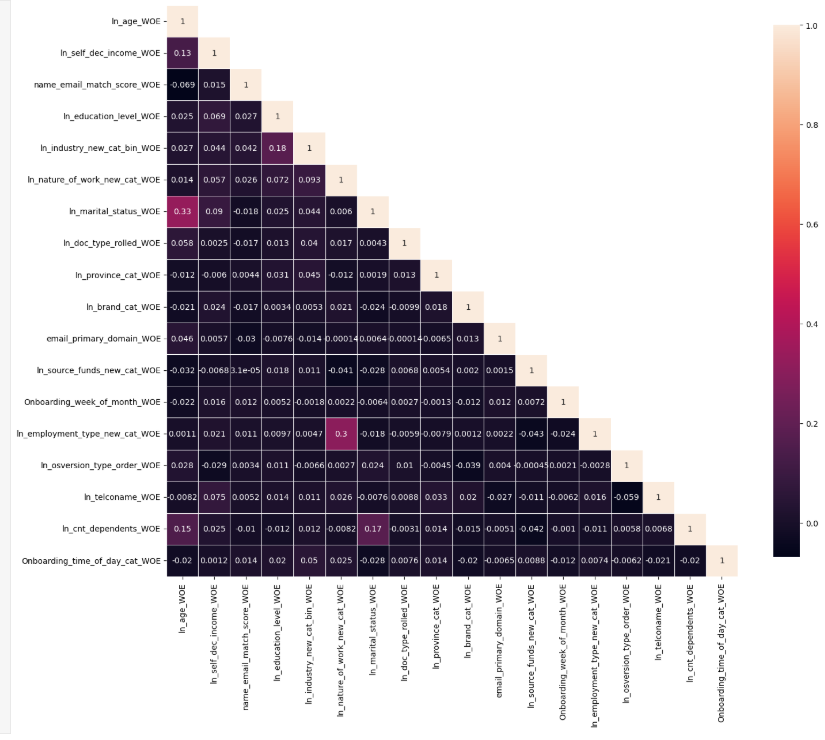 ln_age_WOE 1
ln_self_dec_income_WOE 0.13 1
name_email_match_score_WOE -0.069 0.015 1
ln_education_level_WOE 0.025 0.069 0.027 1
ln_industry_new_cat_bin_WOE 0.027 0.044 0.042 0.18 1
ln_nature_of_work_new_cat_WOE 0.014 0.057 0.026 0.072 0.093 1
ln_marital_status_WOE 0.33 0.09 -0.018 0.025 0.044 0.006 1
ln_doc_type_rolled_WOE 0.058 0.0025 -0.017 0.013 0.04 0.017 0.0043 1
ln_province_cat_WOE -0.012 -0.006 0.0044 0.031 0.045 -0.012 0.0019 0.013 1
ln_brand_cat_WOE -0.021 0.024 -0.017 0.0034 0.0053 0.021 -0.024 -0.0099 0.018 1
email_primary_domain_WOE 0.046 0.0057 -0.03 -0.0076 -0.014 -0.00014 0.0064 -0.00014 -0.0065 0.013 1
ln_source_funds_new_cat_WOE -0.032 -0.0068 3.1e-05 0.018 0.011 -0.041 -0.028 0.0068 0.0054 0.002 0.0015 1
Onboarding_week_of_month_WOE -0.022 0.016 0.012 0.0052 -0.0018 0.0022 -0.0064 0.0027 -0.0013 -0.012 0.012 0.0072 1
ln_employment_type_new_cat_WOE 0.0011 0.021 0.011 0.0097 0.0047 0.3 -0.018 -0.0059 -0.0079 0.0012 0.0022 -0.043 -0.024 1
ln_osversion_type_order_WOE 0.028 -0.029 0.0034 0.011 -0.0066 0.0027 0.024 0.01 -0.0045 -0.039 0.004 -0.00045 0.0021 -0.0028 1
ln_telconame_WOE -0.0082 0.075 0.0052 0.014 0.011 0.026 -0.0076 0.0088 0.033 0.02 -0.027 -0.011 -0.0062 0.016 -0.059 1
ln_cnt_dependents_WOE 0.15 0.025 -0.01 -0.012 0.012 -0.0082 0.17 -0.0031 0.014 -0.015 -0.0051 -0.042 -0.001 -0.011 0.0058 0.0068 1
Onboarding_time_of_day_cat_WOE -0.02 0.0012 0.014 0.02 0.05 0.025 -0.028 0.0076 0.014 -0.02 -0.0065 0.0088 -0.012 0.0074 -0.0062 -0.021 -0.02 1
ln_age_WOE
ln_self_dec_income_WOE
name_email_match_score_WOE
ln_education_level_WOE
ln_industry_new_cat_bin_WOE
ln_nature_of_work_new_cat_WOE
ln_marital_status_WOE
ln_doc_type_rolled_WOE
ln_province_cat_WOE
ln_brand_cat_WOE
email_primary_domain_WOE
ln_source_funds_new_cat_WOE
Onboarding_week_of_month_WOE
ln_employment_type_new_cat_WOE
ln_osversion_type_order_WOE
ln_telconame_WOE
ln_cnt_dependents_WOE
Onboarding_time_of_day_cat_WOE
1.0
0.8
0.6
0.4
0.2
0.0